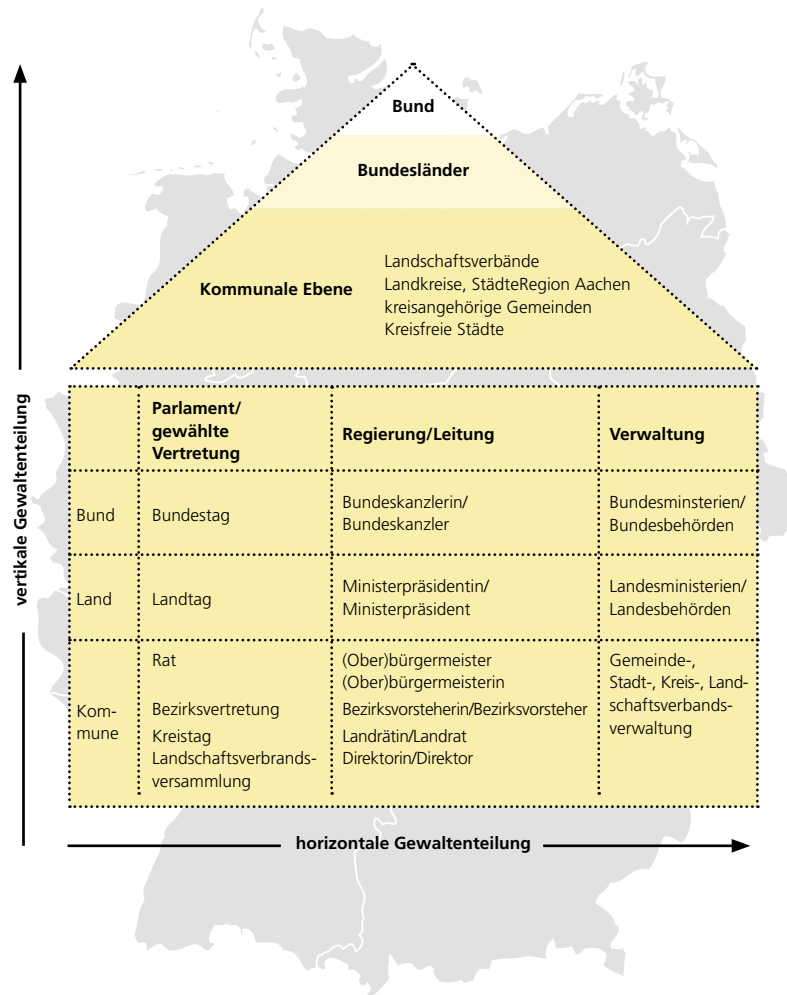 Bund
Bundesländer
Kommunale Ebene
Landschaftsverbände
Landkreise, StädteRegion Aachen
kreisangehörige Gemeinden
Kreisfreie Städte
vertikale Gewaltenteilung
Parlament/
gewählte
Vertretung
Regierung/Leitung
Verwaltung
Bund
Bundestag
Bundeskanzlerin/
Bundeskanzler
Bundesminsterien/
Bundesbehörden
Land
Landtag
Ministerpräsidentin/
Ministerpräsident
Landesministerien/
Landesbehörden
Kom-
mune
Rat
Bezirksvertretung
Kreistag
Landschaftsverbrands-
versammlung
(Ober)bürgermeister
(Ober)bürgermeisterin
Bezirksvorsteherin/Bezirksvorsteher
Landrätin/Landrat
Direktorin/Direktor
Gemeinde-,
Stadt-, Kreis-, Land-
schaftsverbands-
verwaltung
horizontale Gewaltenteilung